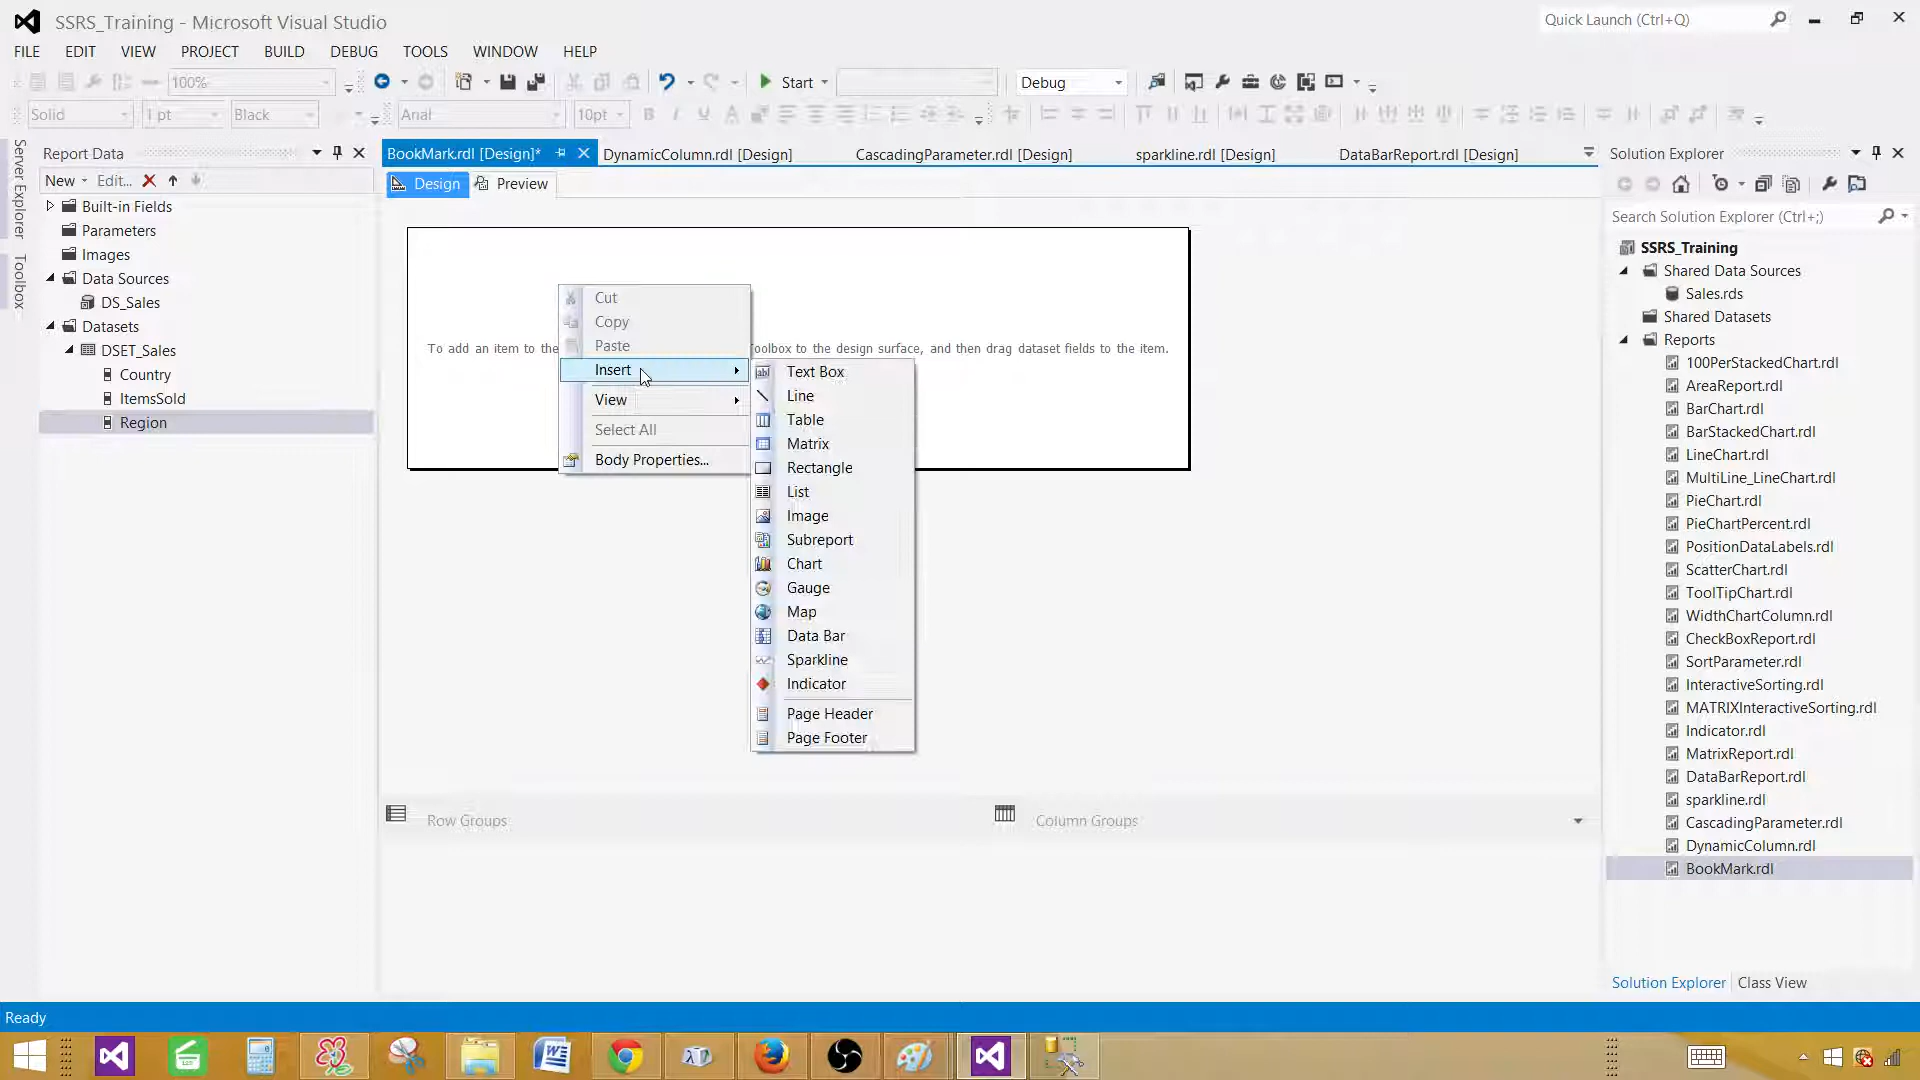 SSRS_Training - Microsoft Visual Studio
Quick Launch (Ctrl+Q)
FILE EDIT VIEW PROJECT BUILD DEBUG TOOLS WINDOW HELP
100% Start Debug
Solid 1 pt Black Arial 10pt B I U A
Server Explorer
Toolbox
Report Data
New Edit...
Built-in Fields
Parameters
Images
Data Sources
DS_Sales
Datasets
DSET_Sales
Country
ItemsSold
Region
BookMark.rdl [Design]* DynamicColumn.rdl [Design] CascadingParameter.rdl [Design] sparkline.rdl [Design] DataBarReport.rdl [Design]
Design Preview
To add an item to the
oolbox to the design surface, and then drag dataset fields to the item.
Cut
Copy
Paste
Insert
View
Select All
Body Properties...
Text Box
Line
Table
Matrix
Rectangle
List
Image
Subreport
Chart
Gauge
Map
Data Bar
Sparkline
Indicator
Page Header
Page Footer
Row Groups Column Groups
Solution Explorer
Search Solution Explorer (Ctrl+;)
SSRS_Training
Shared Data Sources
Sales.rds
Shared Datasets
Reports
100PerStackedChart.rdl
AreaReport.rdl
BarChart.rdl
BarStackedChart.rdl
LineChart.rdl
MultiLine_LineChart.rdl
PieChart.rdl
PieChartPercent.rdl
PositionDataLabels.rdl
ScatterChart.rdl
ToolTipChart.rdl
WidthChartColumn.rdl
CheckBoxReport.rdl
SortParameter.rdl
InteractiveSorting.rdl
MATRIXInteractiveSorting.rdl
Indicator.rdl
MatrixReport.rdl
DataBarReport.rdl
sparkline.rdl
CascadingParameter.rdl
DynamicColumn.rdl
BookMark.rdl
Solution Explorer Class View
Ready